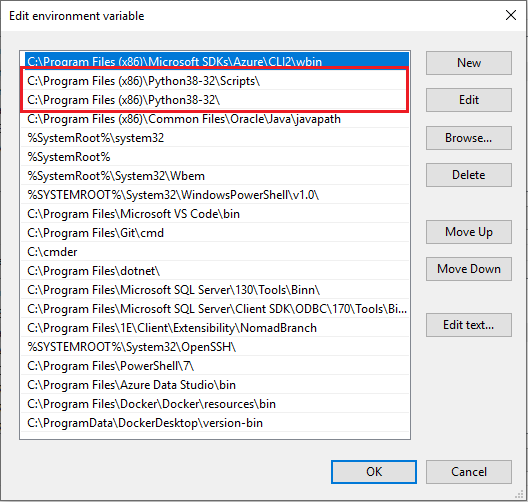 Edit environment variable
C:\Program Files (x86)\Microsoft SDKs\Azure\CLI2\wbin
C:\Program Files (x86)\Python38-32\Scripts\
C:\Program Files (x86)\Python38-32\
C:\Program Files (x86)\Common Files\Oracle\Java\javapath
%SystemRoot%\system32
%SystemRoot%
%SystemRoot%\System32\Wbem
%SYSTEMROOT%\System32\WindowsPowerShell\v1.0\
C:\Program Files\Microsoft VS Code\bin
C:\Program Files\Git\cmd
C:\cmder
C:\Program Files\dotnet\
C:\Program Files\Microsoft SQL Server\130\Tools\Binn\
C:\Program Files\Microsoft SQL Server\Client SDK\ODBC\170\Tools\Bi...
C:\Program Files\1E\Client\Extensibility\NomadBranch
%SYSTEMROOT%\System32\OpenSSH\
C:\Program Files\PowerShell\7\
C:\Program Files\Azure Data Studio\bin
C:\Program Files\Docker\Docker\resources\bin
C:\ProgramData\DockerDesktop\version-bin
New
Edit
Browse...
Delete
Move Up
Move Down
Edit text...
OK
Cancel